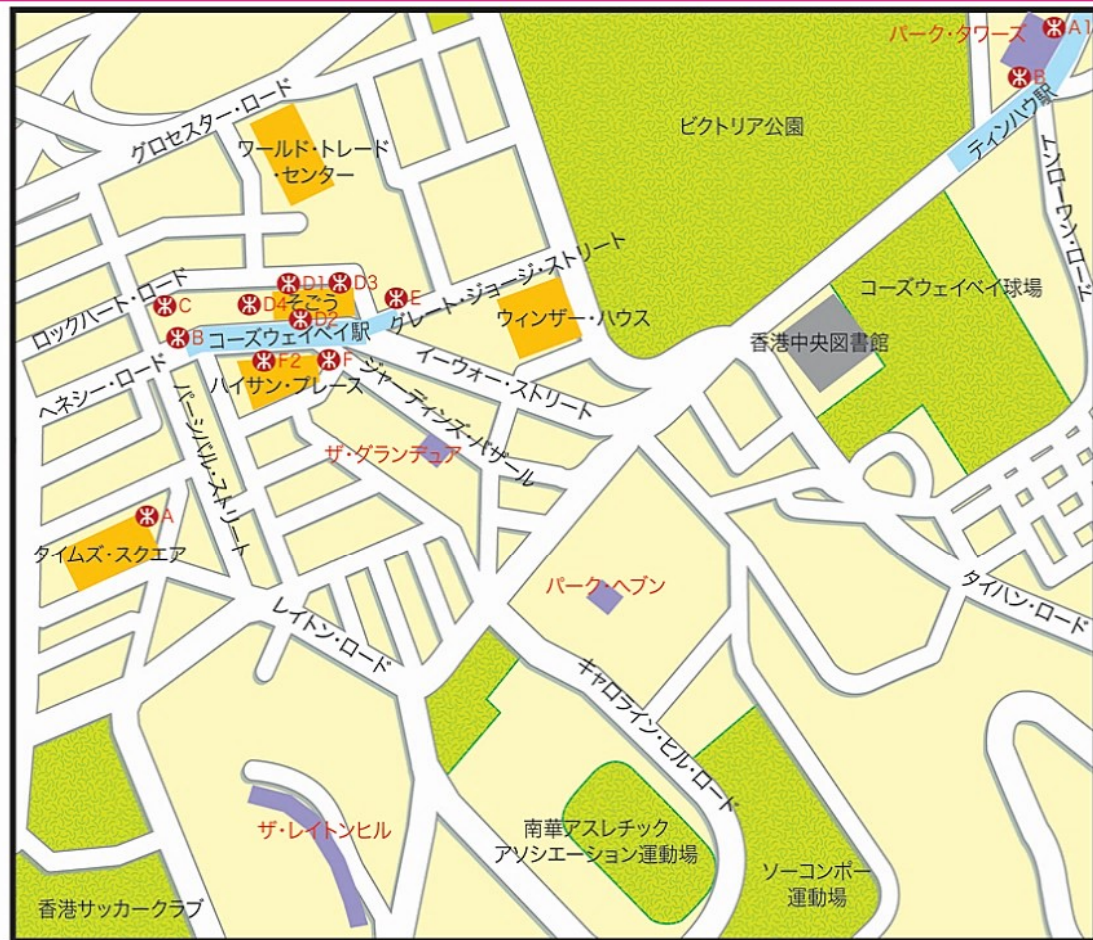 パーク・タワーズ
A1
B
ティンハウ駅
グロセスター・ロード
ワールド・トレード
・センター
ビクトリア公園
コーズウェイベイ球場
ロックハート・ロード
C
D1
D3
D4
そごう
D2
E
グレート・ジョージ・ストリート
ウィンザー・ハウス
香港中央図書館
B
コーズウェイベイ駅
ヘネシー・ロード
F2
F
ハイサン・プレース
イーウォー・ストリート
パーシバル・ストリート
ジャーディンズ・バザール
ザ・グランデュア
A
タイムズ・スクエア
パーク・ヘブン
タイハン・ロード
レイトン・ロード
キャロライン・ヒル・ロード
ザ・レイトンヒル
南華アスレチック
アソシエーション運動場
ソーコンポー
運動場
香港サッカークラブ